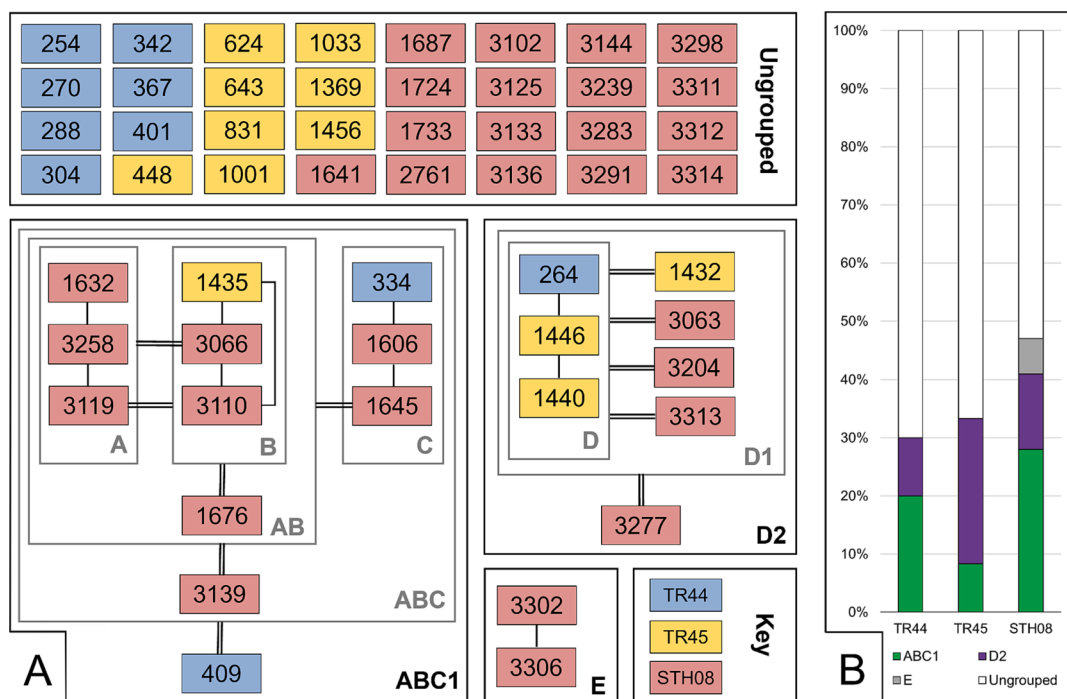 254 342 624 1033 1687 3102 3144 3298
270 367 643 1369 1724 3125 3239 3311
288 401 831 1456 1733 3133 3283 3312
304 448 1001 1641 2761 3136 3291 3314
Ungrouped
1632 1435 334
3258 3066 1606
3119 3110 1645
A B C
1676
AB
3139
ABC
409
ABC1
A
264 1432
1446 3063
3204
1440
3313
D
D1
3277
D2
3302
3306
E
TR44
TR45
STH08
Key
100%
90%
80%
70%
60%
50%
40%
30%
20%
10%
0%
TR44 TR45 STH08
ABC1 D2
E Ungrouped
B